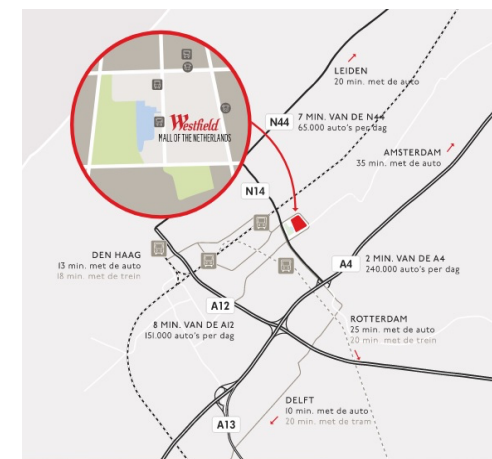 LEIDEN
20 min. met de auto
Westfield
MALL OF THE NETHERLANDS
N44
7 MIN. VAN DE N44
65.000 auto's per dag
AMSTERDAM
35 min. met de auto
N14
DEN HAAG
13 min. met de auto
18 min. met de trein
A4
2 MIN. VAN DE A4
240.000 auto's per dag
A12
8 MIN. VAN DE A12
151.000 auto's per dag
ROTTERDAM
25 min. met de auto
20 min. met de trein
DELFT
10 min. met de auto
20 min. met de tram
A13